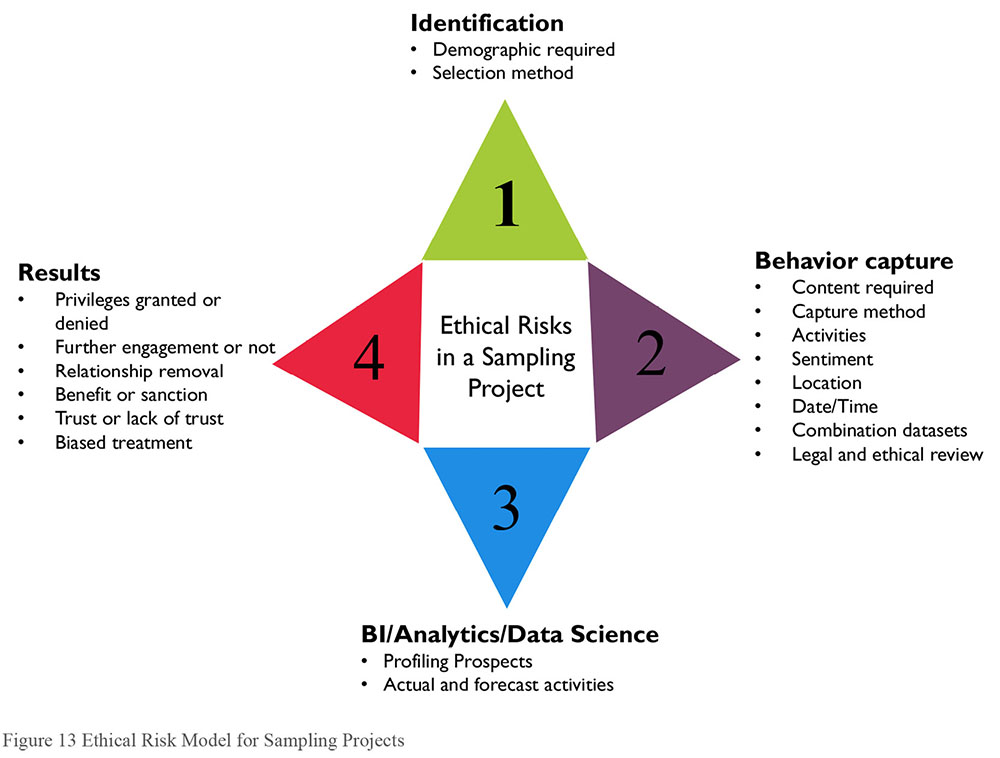 Identification
• Demographic required
• Selection method
1
Behavior capture
• Content required
• Capture method
• Activities
• Sentiment
• Location
• Date/Time
• Combination datasets
• Legal and ethical review
2
Ethical Risks
in a Sampling
Project
BI/Analytics/Data Science
• Profiling Prospects
• Actual and forecast activities
3
Results
• Privileges granted or
denied
• Further engagement or not
• Relationship removal
• Benefit or sanction
• Trust or lack of trust
• Biased treatment
4
Figure 13 Ethical Risk Model for Sampling Projects